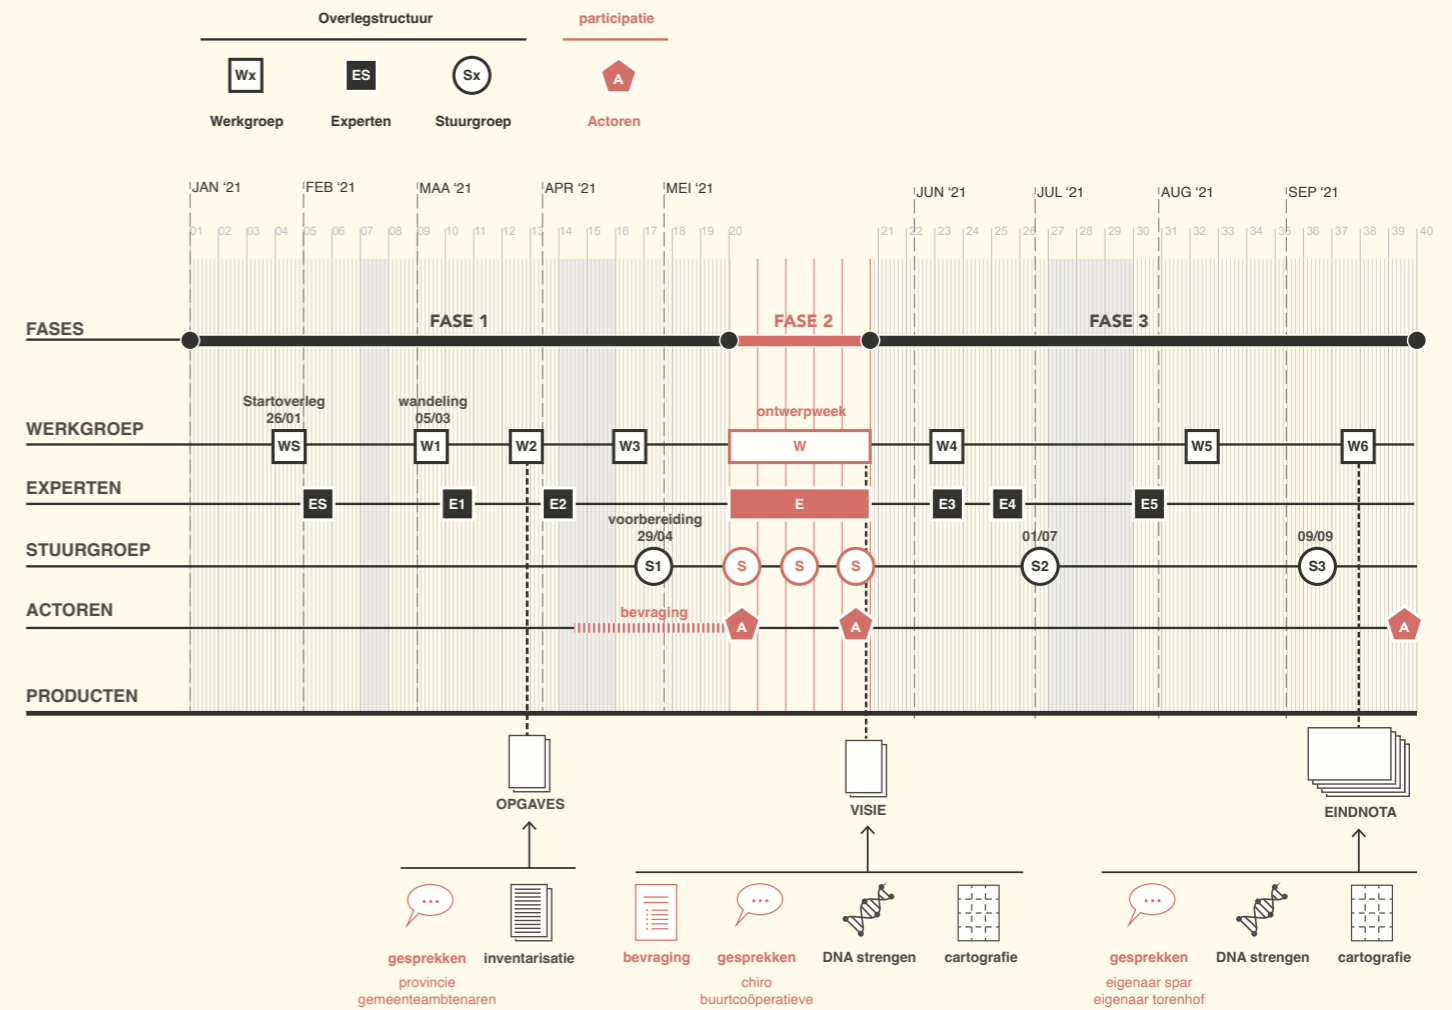 Overlegstructuur
participatie
Wx
ES
Sx
A
Werkgroep
Experten
Stuurgroep
Actoren
JAN ‘21
FEB ‘21
MAA ‘21
APR ‘21
MEI ‘21
JUN ‘21
JUL ‘21
AUG ‘21
SEP ‘21
01 02 03 04 05 06 07 08 09 10 11 12 13 14 15 16 17 18 19 20 21 22 23 24 25 26 27 28 29 30 31 32 33 34 35 36 37 38 39 40
FASES
FASE 1
FASE 2
FASE 3
Startoverleg
26/01
wandeling
05/03
ontwerpweek
WERKGROEP
WS
W1
W2
W3
W
W4
W5
W6
EXPERTEN
ES
E1
E2
E
E3
E4
E5
voorbereiding
29/04
01/07
09/09
STUURGROEP
S1
S
S
S
S2
S3
ACTOREN
bevraging
A
A
A
PRODUCTEN
OPGAVES
VISIE
EINDNOTA
gesprekken
provincie
gemeenteambtenaren
inventarisatie
bevraging
gesprekken
chiro
buurtcoöperatieve
DNA strengen
cartografie
gesprekken
eigenaar spar
eigenaar torenhof
DNA strengen
cartografie